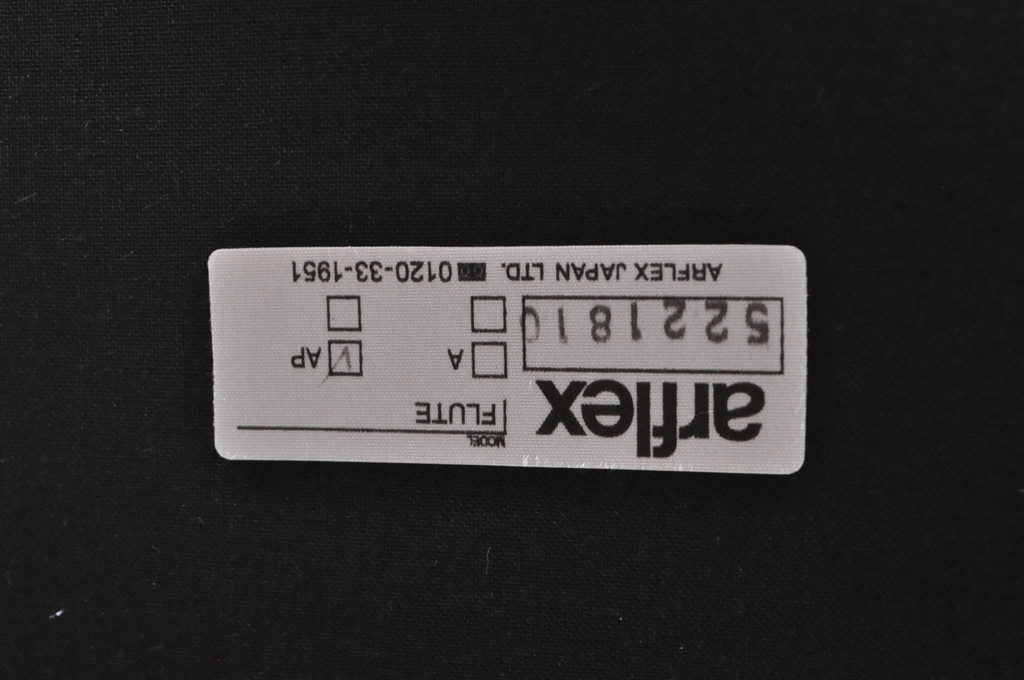 arflex
522181
ARFLEX JAPAN LTD. 0120-33-1951
MODEL
FLUTE
A
AP